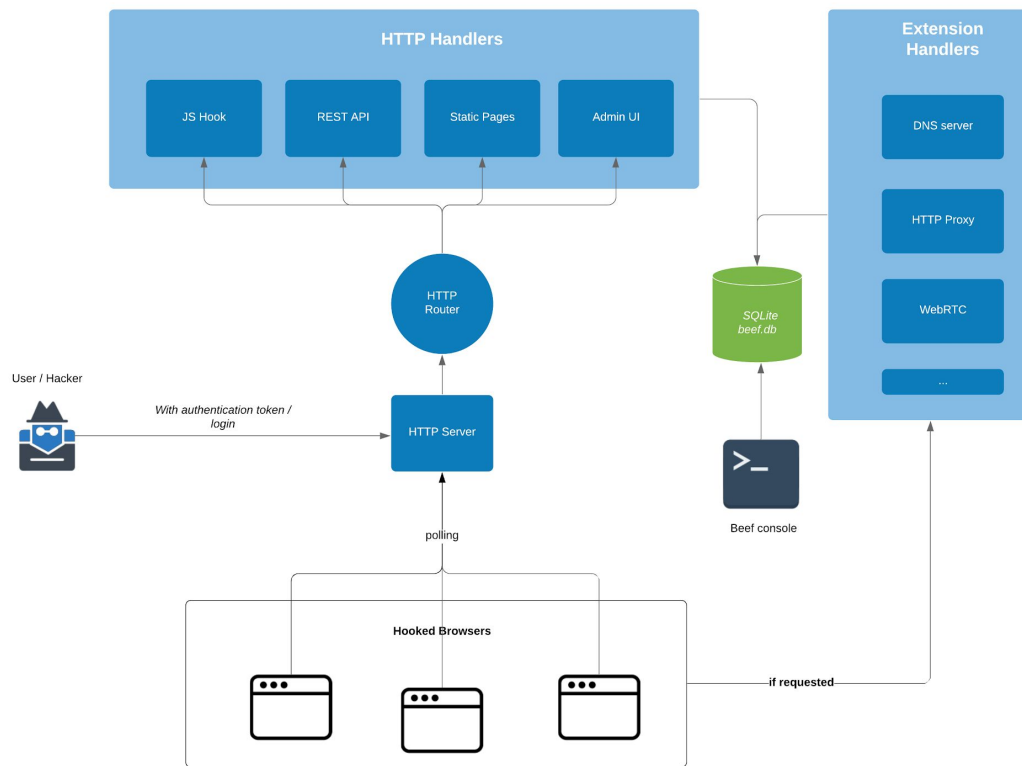 HTTP Handlers
Extension
Handlers
JS Hook
REST API
Static Pages
Admin UI
DNS server
HTTP Proxy
HTTP
Router
SQLite
beef.db
WebRTC
...
User / Hacker
With authentication token /
login
HTTP Server
>_
Beef console
polling
Hooked Browsers
if requested